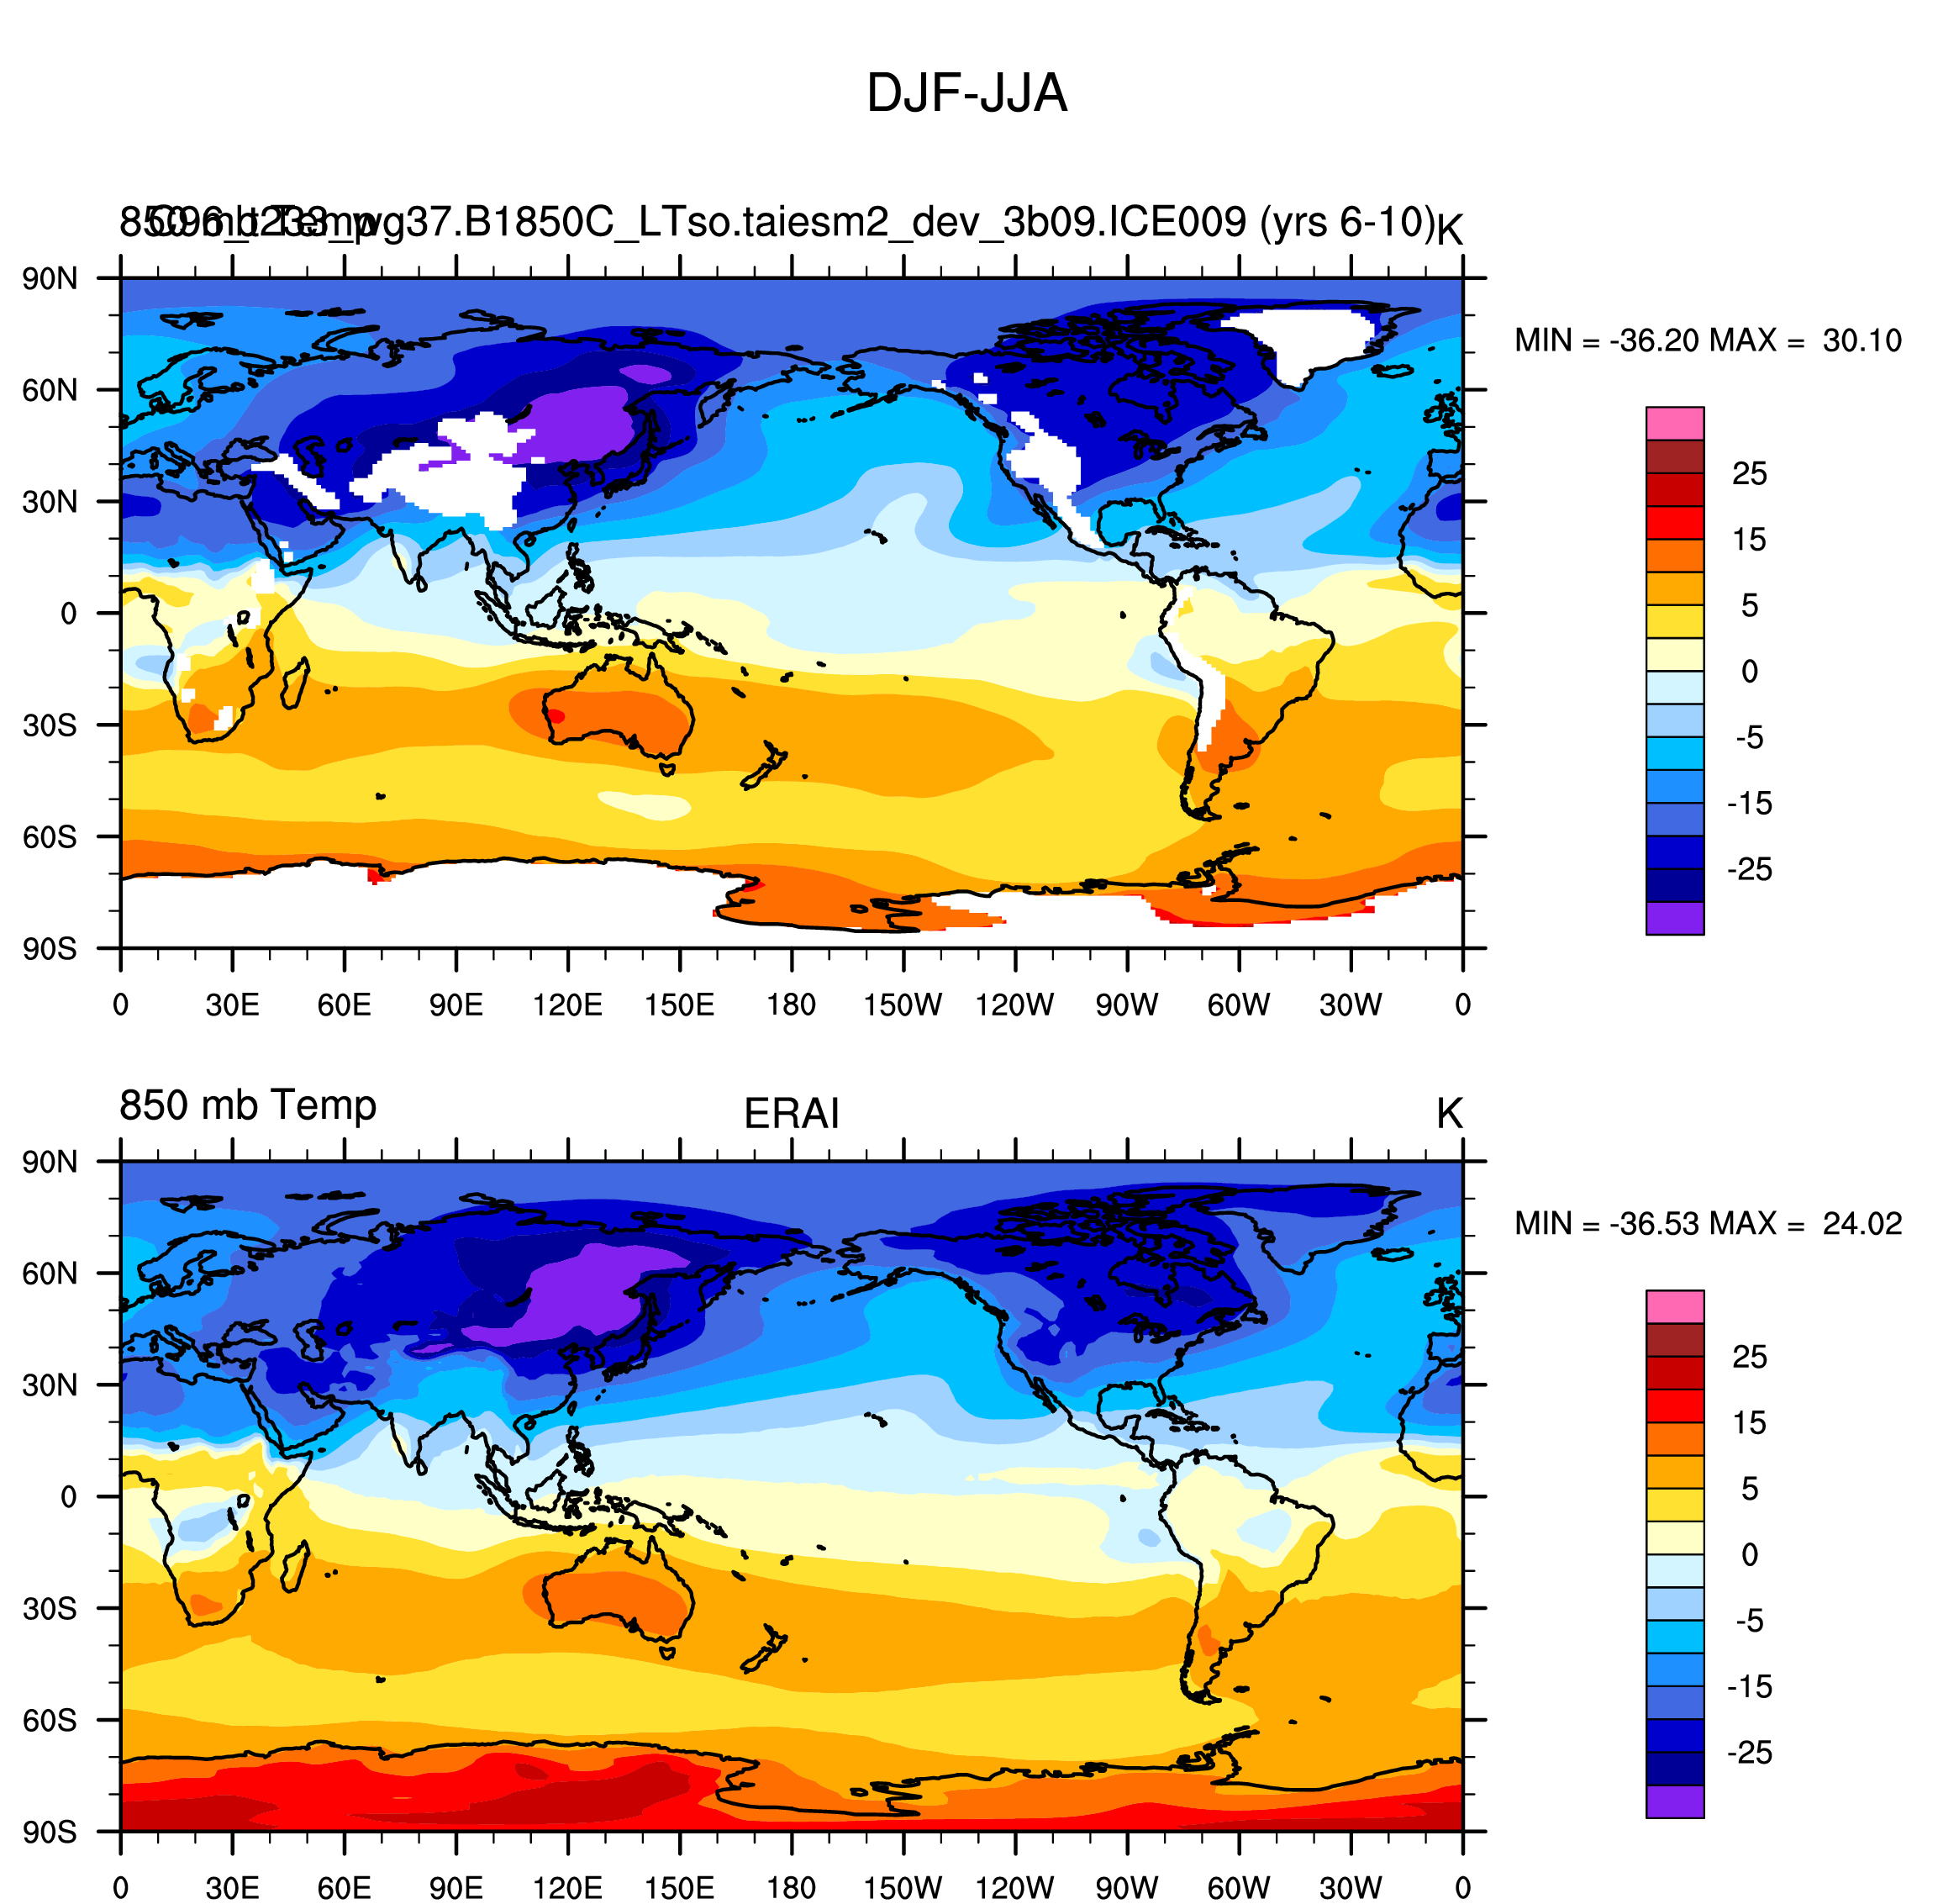 DJF-JJA
850 mb Temp
C096_t233_wg37.B1850C_LTso.taiesm2_dev_3b09.ICE009 (yrs 6-10)
K
90N
60N
30N
0
30S
60S
90S
0 30E 60E 90E 120E 150E 180 150W 120W 90W 60W 30W 0
MIN = -36.20 MAX = 30.10
25
15
5
0
-5
-15
-25
850 mb Temp
ERAI
K
90N
60N
30N
0
30S
60S
90S
0 30E 60E 90E 120E 150E 180 150W 120W 90W 60W 30W 0
MIN = -36.53 MAX = 24.02
25
15
5
0
-5
-15
-25